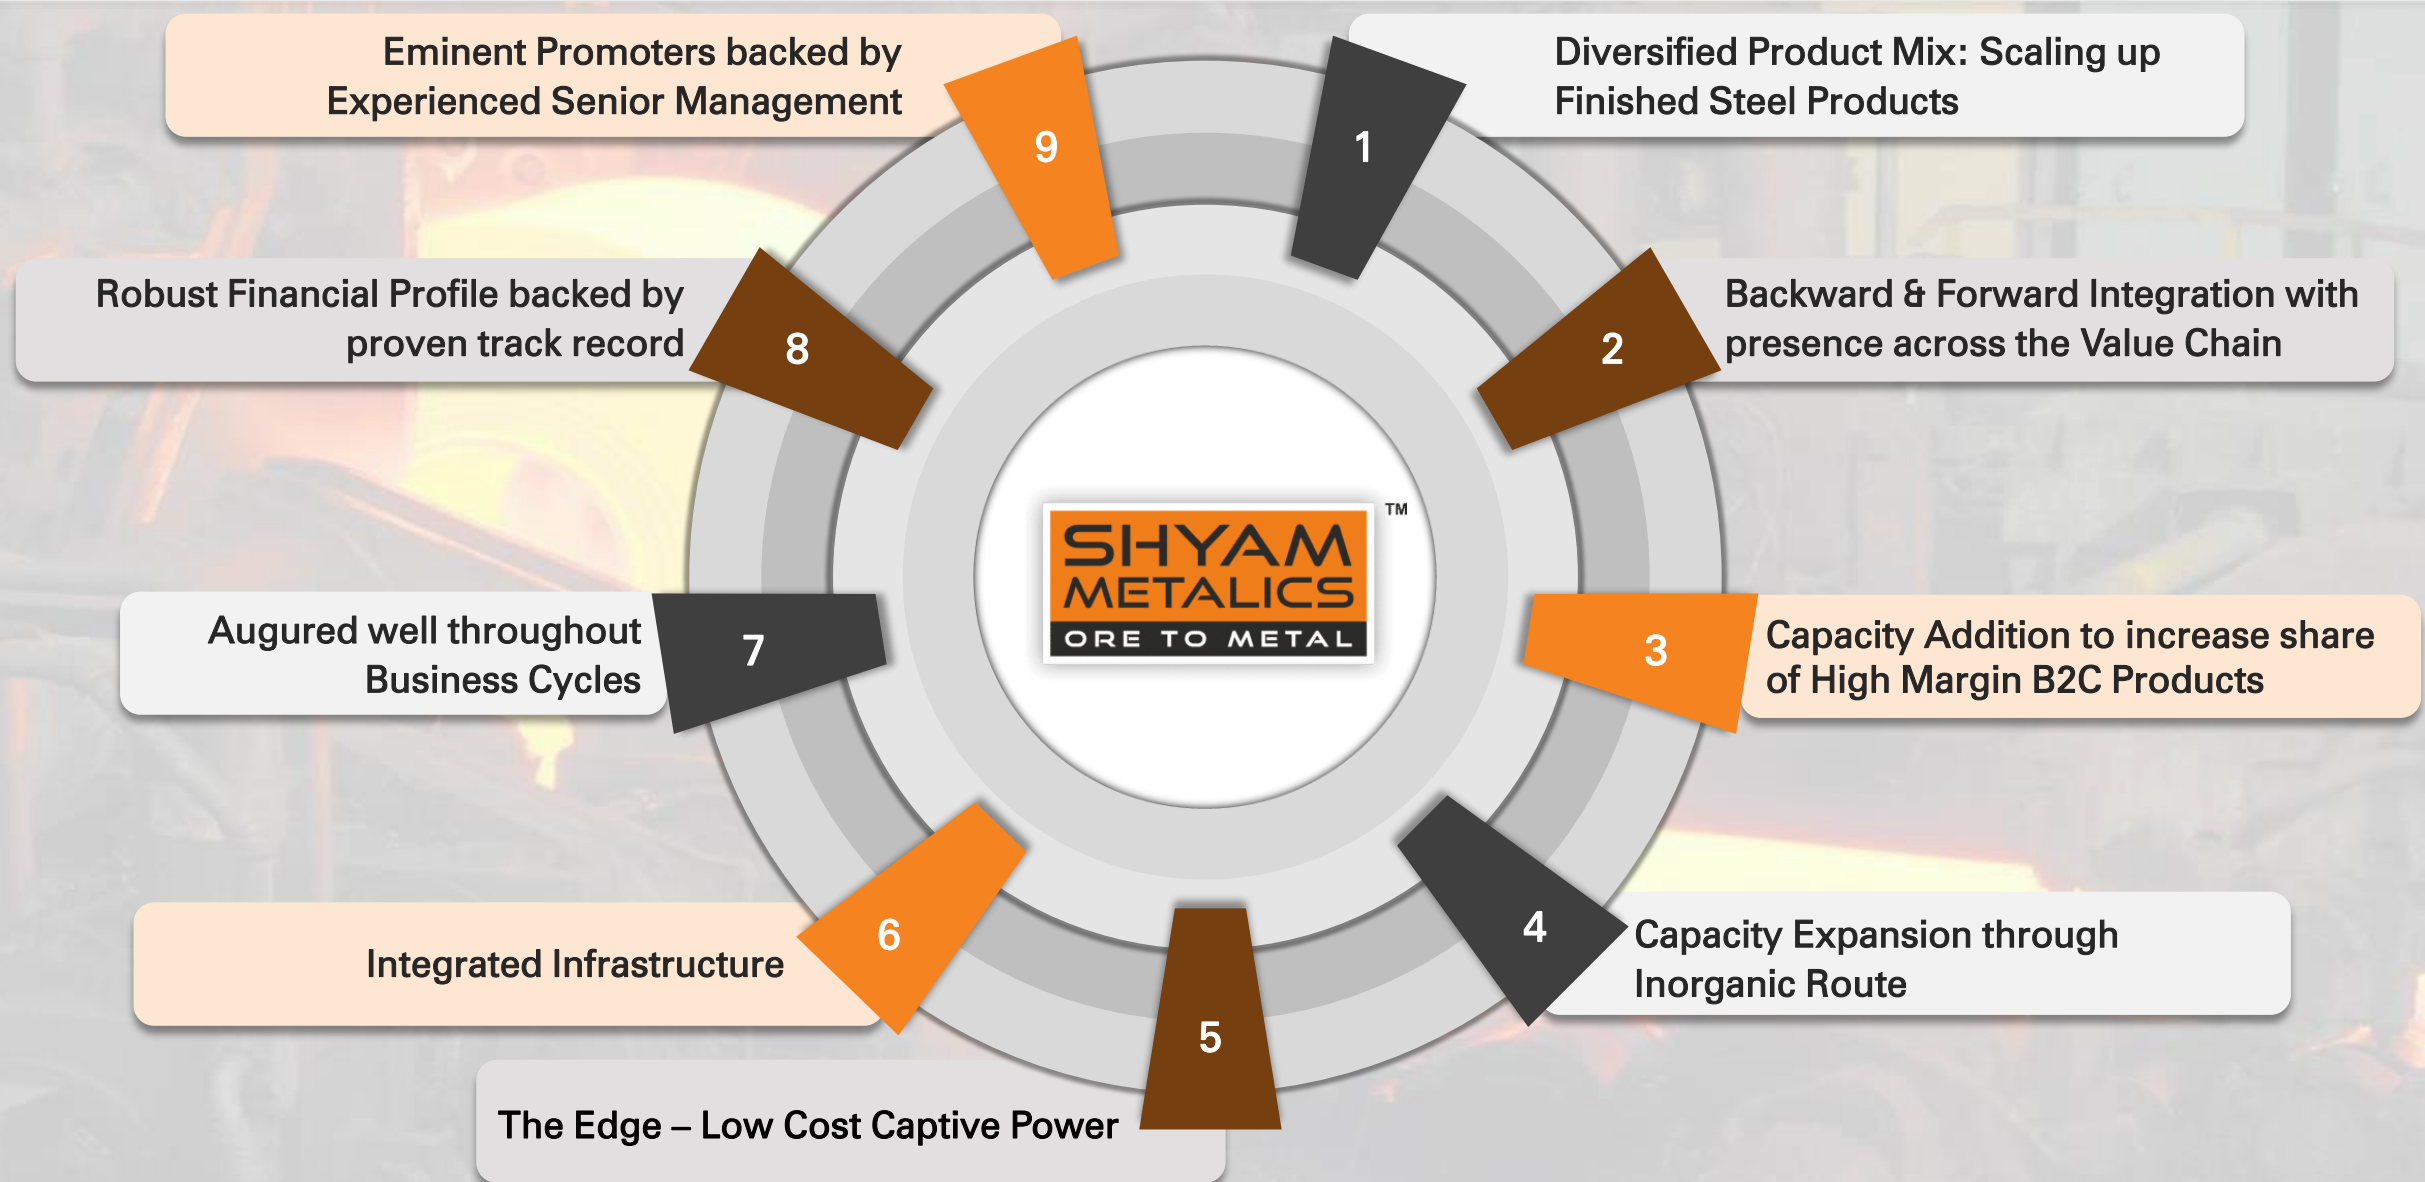 Eminent Promoters backed by
Experienced Senior Management
9
1
Diversified Product Mix: Scaling up
Finished Steel Products
Robust Financial Profile backed by
proven track record
8
2
Backward & Forward Integration with
presence across the Value Chain
SHYAM
METALICS
ORE TO METAL
TM
Augured well throughout
Business Cycles
7
3
Capacity Addition to increase share
of High Margin B2C Products
Integrated Infrastructure
6
4
Capacity Expansion through
Inorganic Route
5
The Edge – Low Cost Captive Power